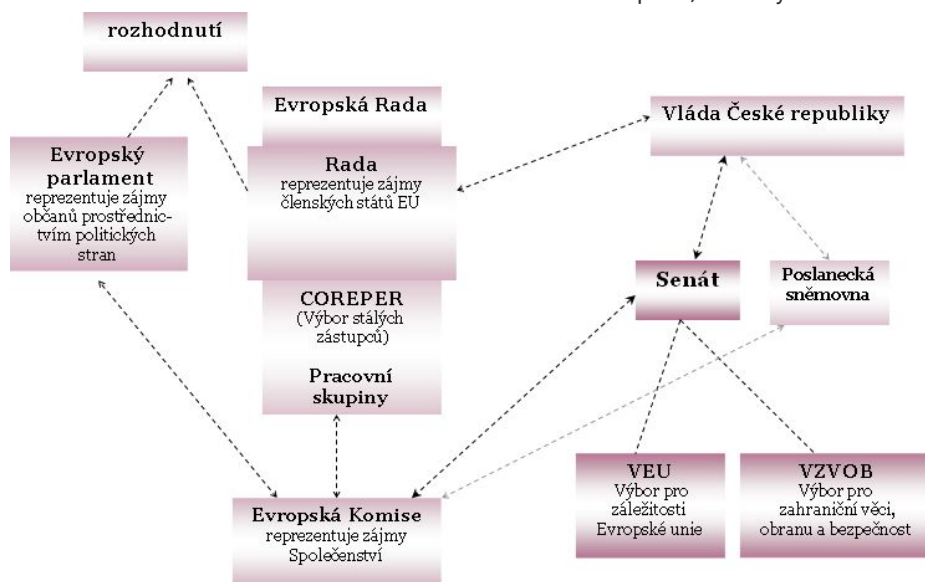 rozhodnutí
Evropská Rada
Vláda České republiky
Evropský
parlament
reprezentuje zájmy
občanů prostřednic-
tvím politických
stran
Rada
reprezentuje zájmy
členských států EU
Senát
Poslanecká
sněmovna
COREPER
(Výbor stálých
zástupců)
Pracovní
skupiny
Evropská Komise
reprezentuje zájmy
Společenství
VEU
Výbor pro
záležitosti
Evropské unie
VZVOB
Výbor pro
zahraniční věci,
obranu a bezpečnost